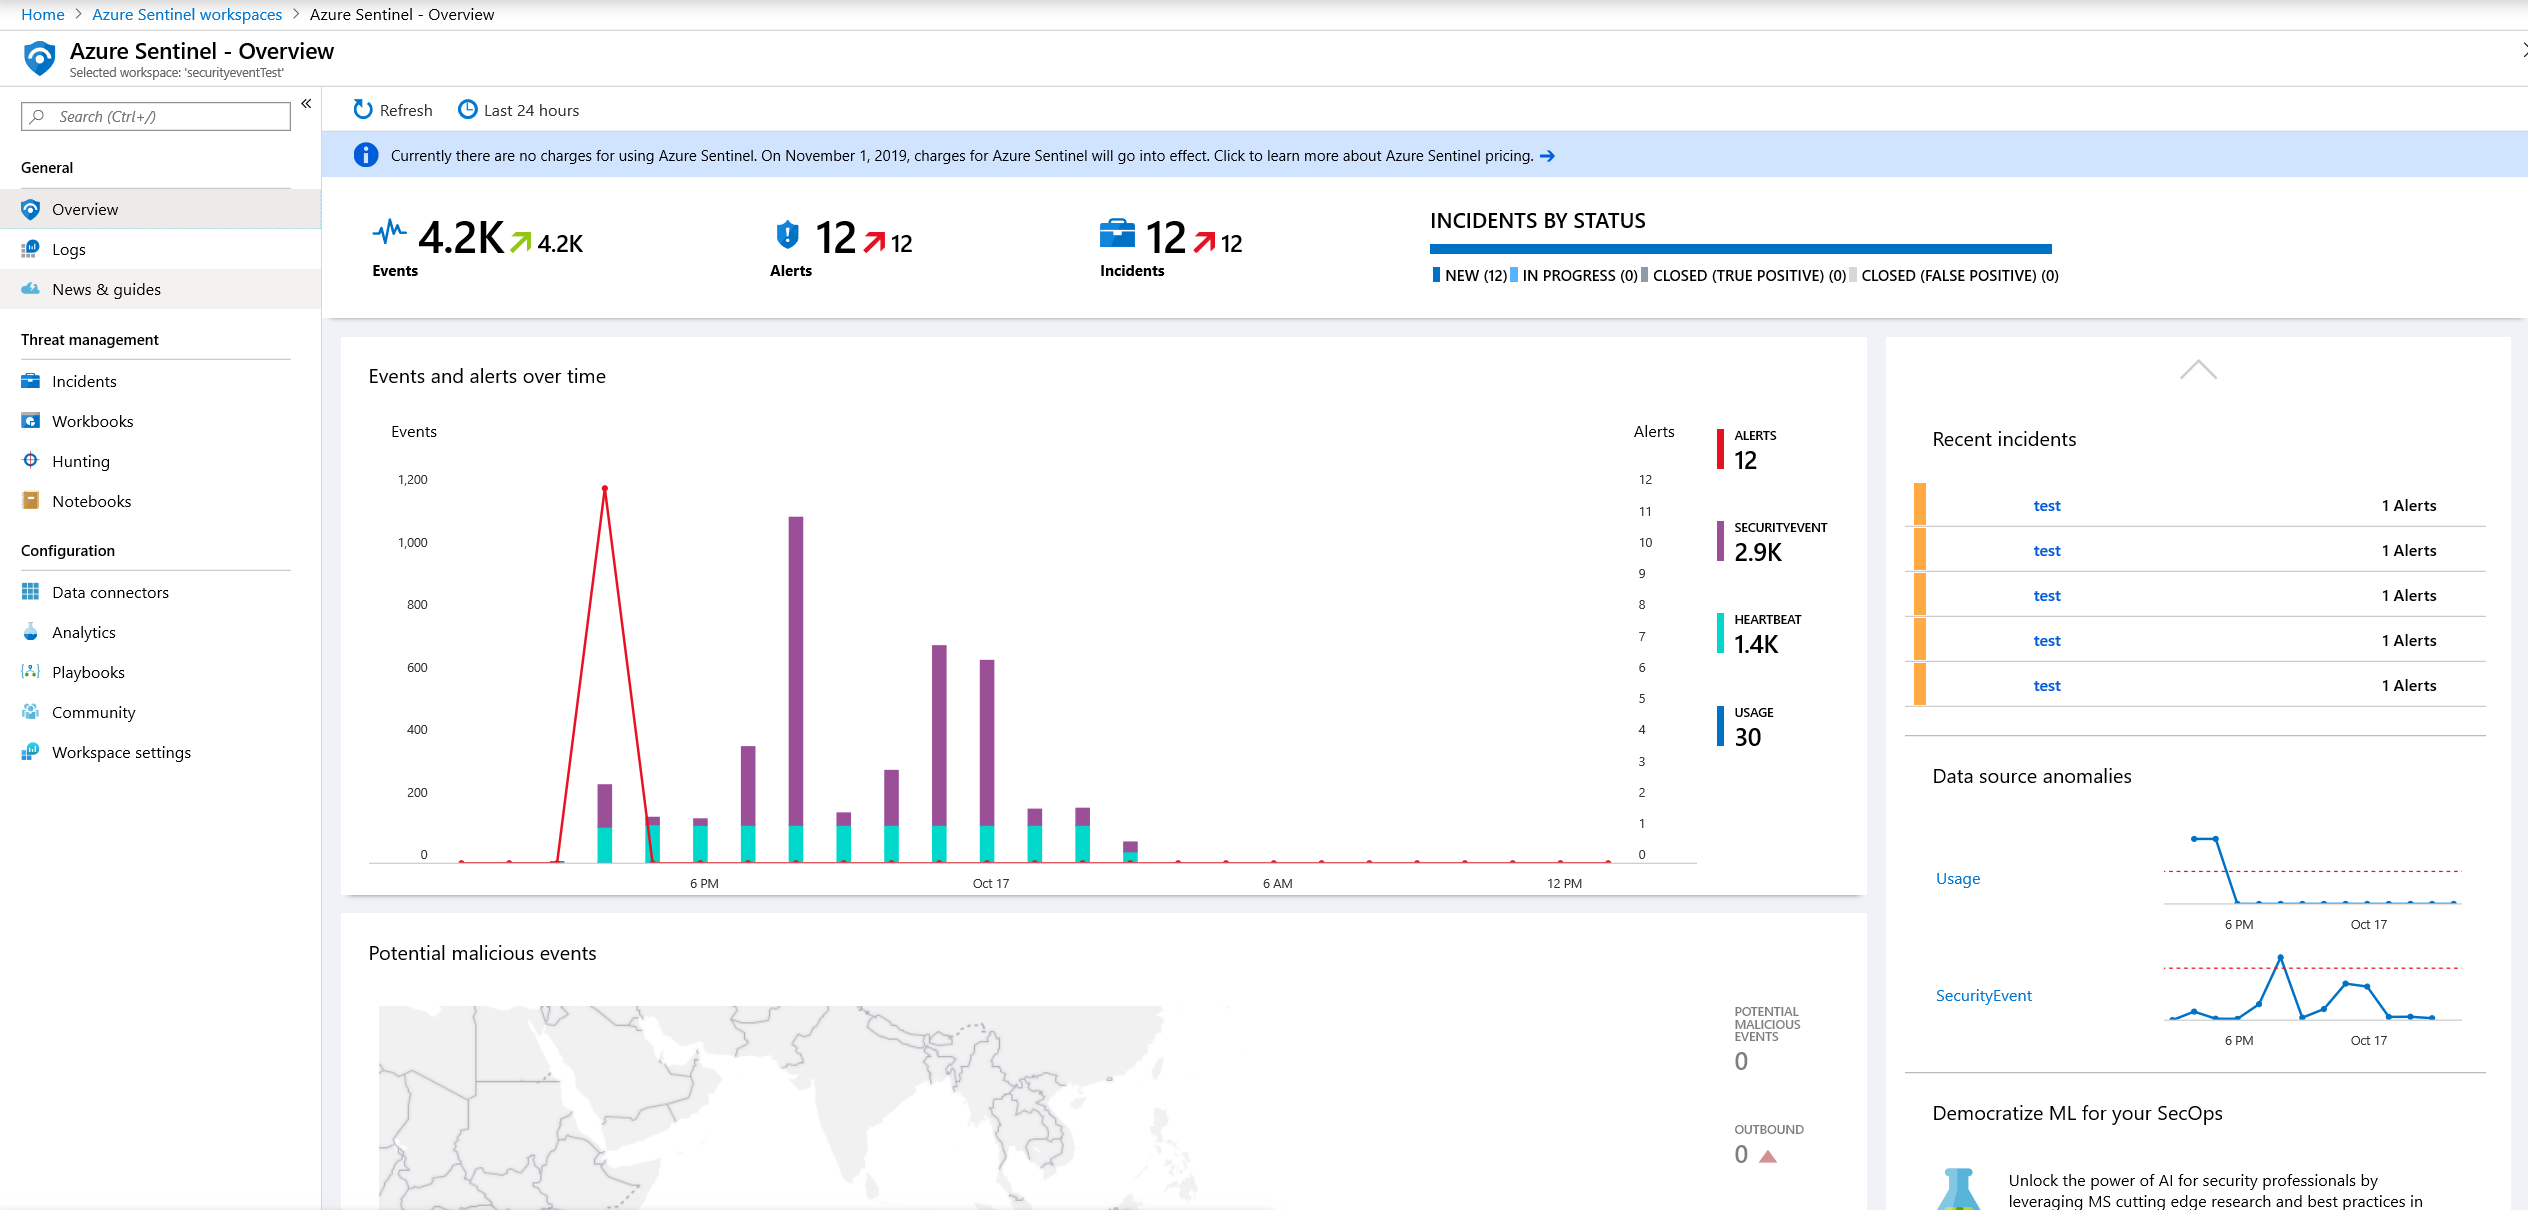 Home > Azure Sentinel workspaces > Azure Sentinel - Overview
Azure Sentinel - Overview
Selected workspace: 'securityeventTest'
Search (Ctrl+/)
«
General
Overview
Logs
News & guides
Threat management
Incidents
Workbooks
Hunting
Notebooks
Configuration
Data connectors
Analytics
Playbooks
Community
Workspace settings
Refresh
Last 24 hours
Currently there are no charges for using Azure Sentinel. On November 1, 2019, charges for Azure Sentinel will go into effect. Click to learn more about Azure Sentinel pricing. →
4.2K 4.2K
Events
12 12
Alerts
12 12
Incidents
INCIDENTS BY STATUS
NEW (12) IN PROGRESS (0) CLOSED (TRUE POSITIVE) (0) CLOSED (FALSE POSITIVE) (0)
Events and alerts over time
Events
1,200
1,000
800
600
400
200
0
Alerts
12
11
10
9
8
7
6
5
4
3
2
1
0
6 PM
Oct 17
6 AM
12 PM
ALERTS
12
SECURITYEVENT
2.9K
HEARTBEAT
1.4K
USAGE
30
Potential malicious events
POTENTIAL
MALICIOUS
EVENTS
0
OUTBOUND
0
Recent incidents
test 1 Alerts
test 1 Alerts
test 1 Alerts
test 1 Alerts
test 1 Alerts
Data source anomalies
Usage
6 PM Oct 17
SecurityEvent
6 PM Oct 17
Democratize ML for your SecOps
Unlock the power of AI for security professionals by
leveraging MS cutting edge research and best practices in